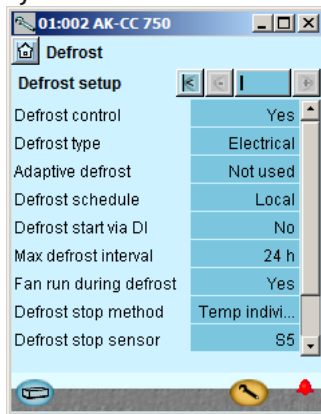 01:002 AK-CC 750
Defrost
Defrost setup
Defrost control Yes
Defrost type Electrical
Adaptive defrost Not used
Defrost schedule Local
Defrost start via DI No
Max defrost interval 24 h
Fan run during defrost Yes
Defrost stop method Temp indivi...
Defrost stop sensor S5